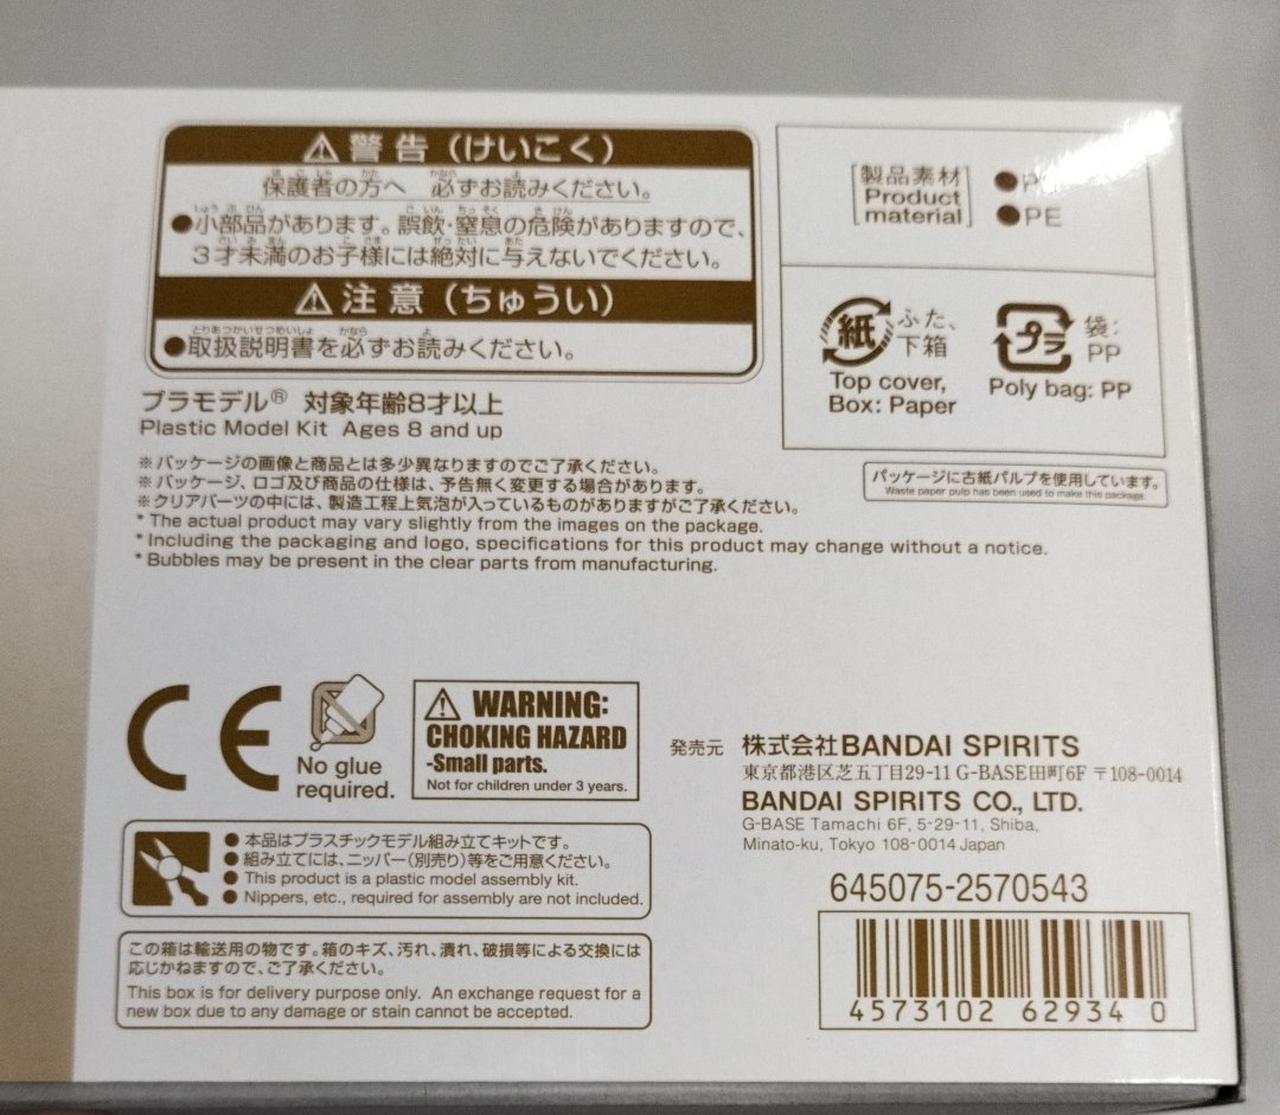 ⚠警告（けいこく）
保護者の方へ 必ずお読みください。
●小部品があります。誤飲・窒息の危険がありますので、
３才未満のお子様には絶対に与えないでください。
⚠注意（ちゅうい）
●取扱説明書を必ずお読みください。
プラモデル® 対象年齢8才以上
Plastic Model Kit Ages 8 and up
※パッケージの画像と商品とは多少異なりますのでご了承ください。
※パッケージ、ロゴ及び商品の仕様は、予告無く変更する場合があります。
※クリアパーツの中には、製造工程上気泡が入っているものがありますがご了承ください。
* The actual product may vary slightly from the images on the package.
* Including the packaging and logo, specifications for this product may change without a notice.
* Bubbles may be present in the clear parts from manufacturing.
製品素材
Product
material
●PE
紙
ふた、
下箱
Top cover,
Box: Paper
プラ
袋:
PP
Poly bag: PP
パッケージに古紙パルプを使用しています。
Waste paper pulp has been used to make this package.
CE
No glue
required.
⚠ WARNING:
CHOKING HAZARD
-Small parts.
Not for children under 3 years.
●本品はプラスチックモデル組み立てキットです。
●組み立てには、ニッパー（別売り）等をご用意ください。
●This product is a plastic model assembly kit.
●Nippers, etc., required for assembly are not included.
この箱は輸送用の物です。箱のキズ、汚れ、潰れ、破損等による交換には
応じかねますので、ご了承ください。
This box is for delivery purpose only. An exchange request for a
new box due to any damage or stain cannot be accepted.
発売元 株式会社BANDAI SPIRITS
東京都港区芝五丁目29-11 G-BASE田町6F 〒108-0014
BANDAI SPIRITS CO., LTD.
G-BASE Tamachi 6F, 5-29-11, Shiba,
Minato-ku, Tokyo 108-0014 Japan
645075-2570543
4573102 62934 0